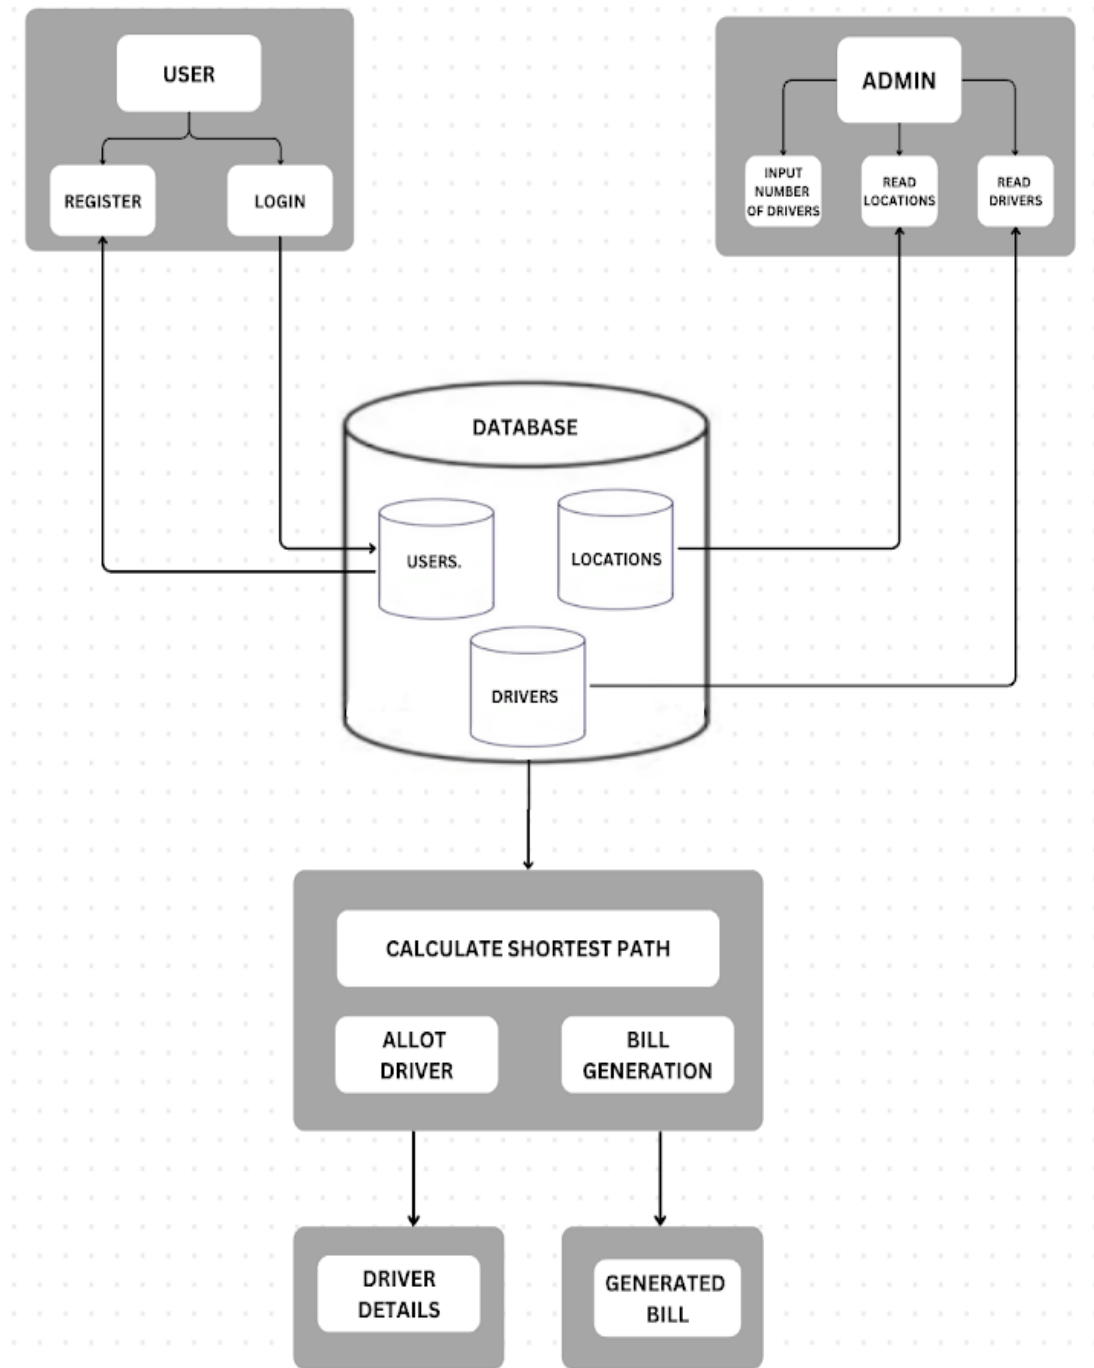 USER
REGISTER
LOGIN
ADMIN
INPUT
NUMBER
OF DRIVERS
READ
LOCATIONS
READ
DRIVERS
DATABASE
USERS.
LOCATIONS
DRIVERS
CALCULATE SHORTEST PATH
ALLOT
DRIVER
BILL
GENERATION
DRIVER
DETAILS
GENERATED
BILL